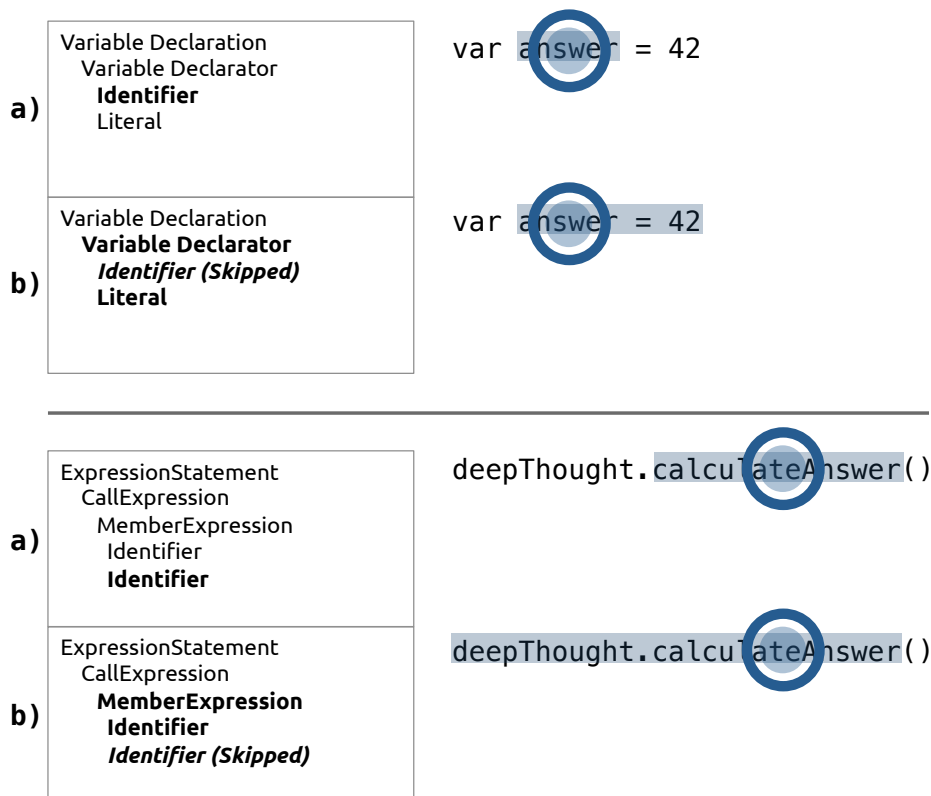 Variable Declaration
Variable Declarator
Identifier
Literal
a)
var answer = 42
Variable Declaration
Variable Declarator
Identifier (Skipped)
Literal
b)
var answer = 42
ExpressionStatement
CallExpression
MemberExpression
Identifier
Identifier
a)
deepThought.calculateAnswer()
ExpressionStatement
CallExpression
MemberExpression
Identifier
Identifier (Skipped)
b)
deepThought.calculateAnswer()